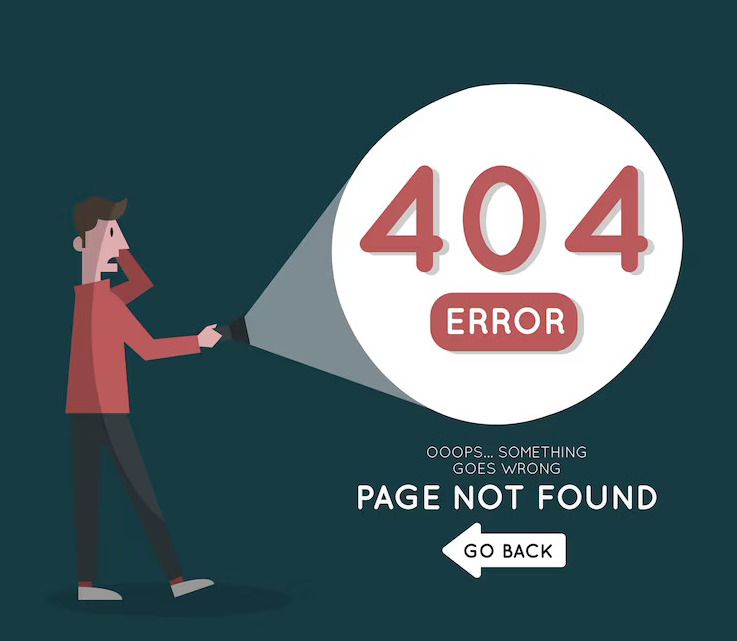 404
ERROR
OOOPS... SOMETHING
GOES WRONG
PAGE NOT FOUND
GO BACK